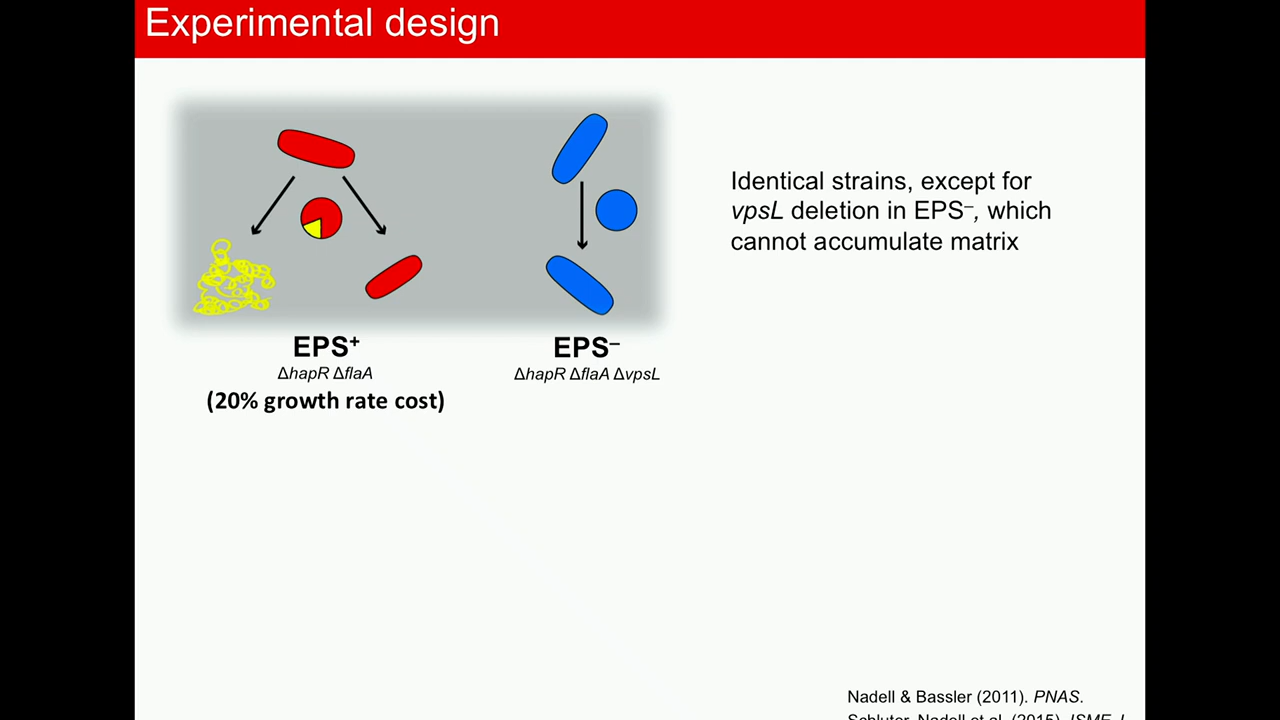 Experimental design
Identical strains, except for
vpsL deletion in EPS–, which
cannot accumulate matrix
EPS+
ΔhapR ΔflaA
(20% growth rate cost)
EPS–
ΔhapR ΔflaA ΔvpsL
Nadell & Bassler (2011). PNAS.
Schluter, Nadell et al. (2015). ISME J.